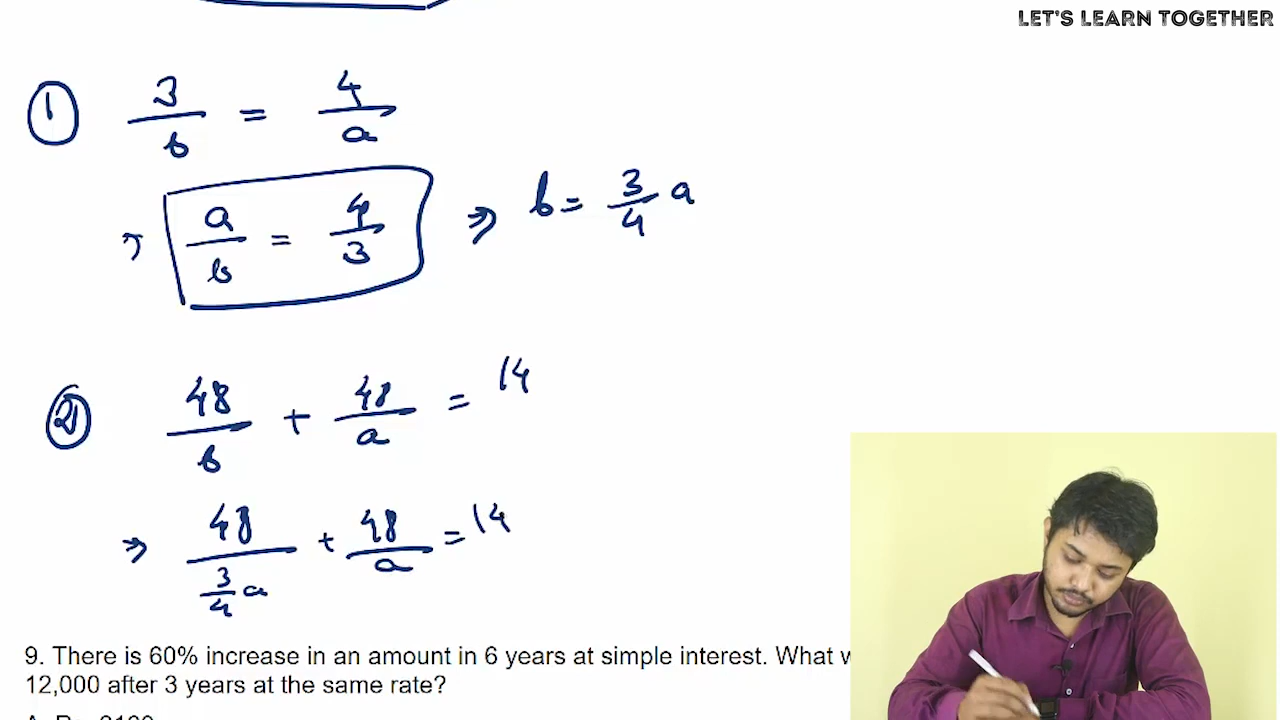 LET'S LEARN TOGETHER
① 3/b = 4/a
⇒ a/b = 4/3 ⇒ b = 3/4 a
② 48/b + 48/a = 14
⇒ 48/(3/4 a) + 48/a = 14
9. There is 60% increase in an amount in 6 years at simple interest. What
12,000 after 3 years at the same rate?